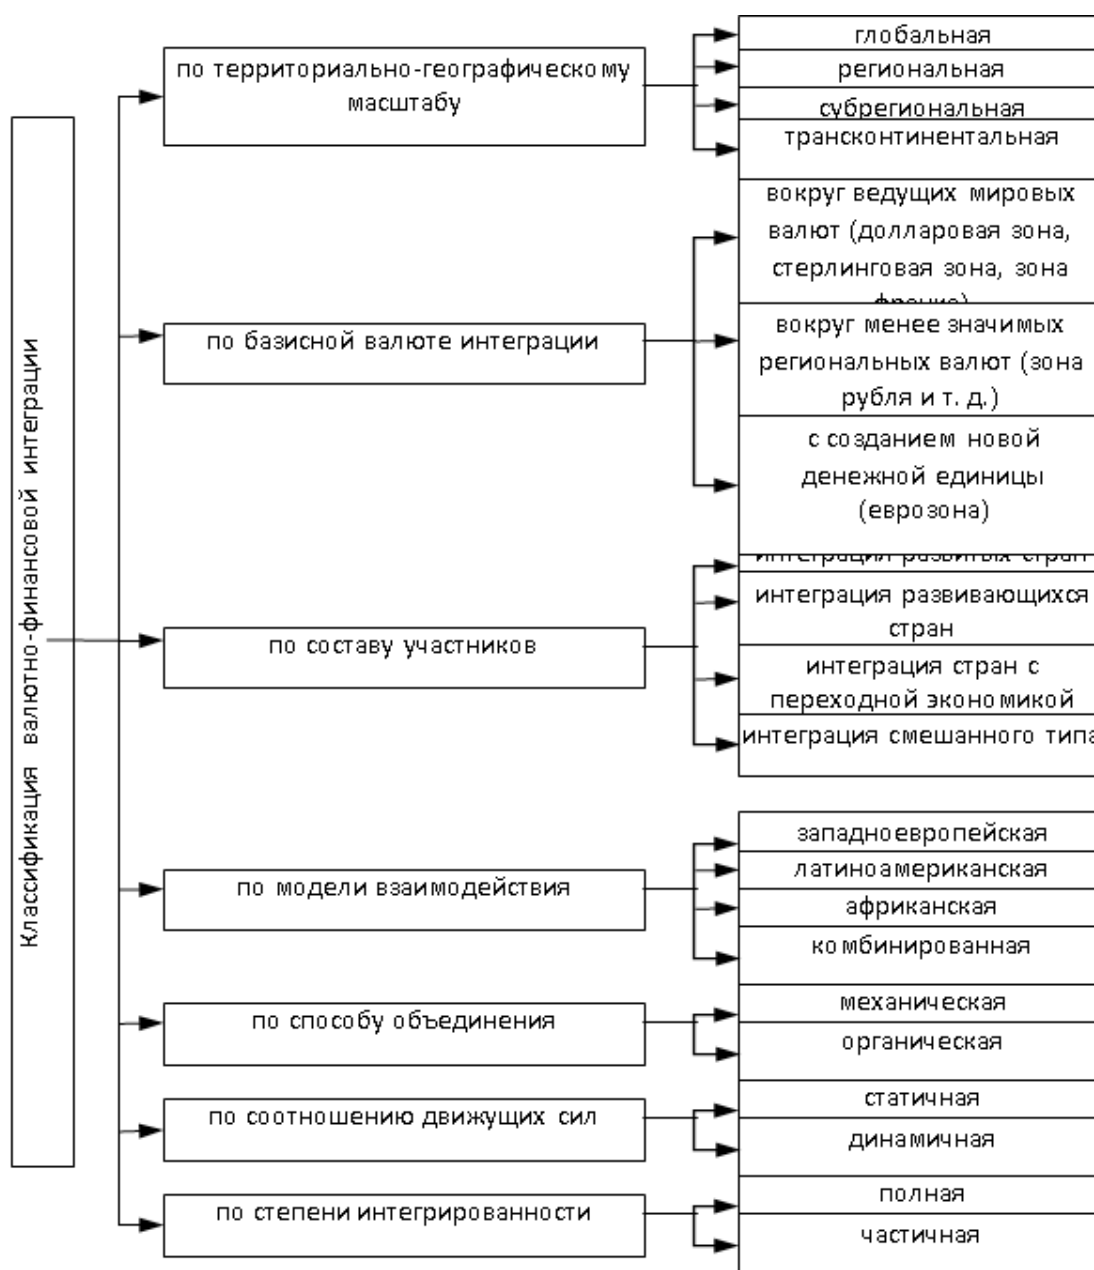 Классификация валютно-финансовой интеграции
по территориально-географическому
масштабу
глобальная
региональная
субрегиональная
трансконтинентальная
по базисной валюте интеграции
вокруг ведущих мировых
валют (долларовая зона,
стерлинговая зона, зона
вокруг менее значимых
региональных валют (зона
рубля и т. д.)
с созданием новой
денежной единицы
(еврозона)
по составу участников
интеграция развитых стран
интеграция развивающихся
стран
интеграция стран с
переходной экономикой
интеграция смешанного типа
по модели взаимодействия
западноевропейская
латиноамериканская
африканская
комбинированная
по способу объединения
механическая
органическая
по соотношению движущих сил
статичная
динамичная
по степени интегрированности
полная
частичная